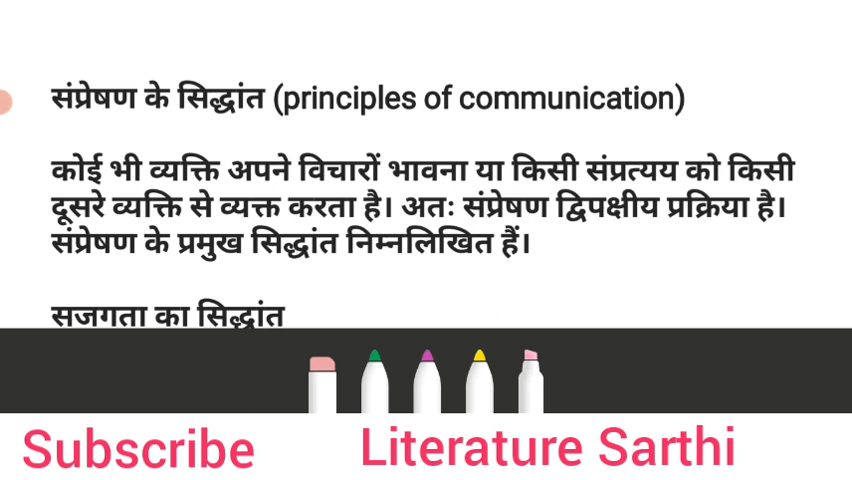 संप्रेषण के सिद्धांत (principles of communication)
कोई भी व्यक्ति अपने विचारों भावना या किसी संप्रत्यय को किसी
दूसरे व्यक्ति से व्यक्त करता है। अतः संप्रेषण द्विपक्षीय प्रक्रिया है।
संप्रेषण के प्रमुख सिद्धांत निम्नलिखित हैं।
सजगता का सिद्धांत
Subscribe Literature Sarthi